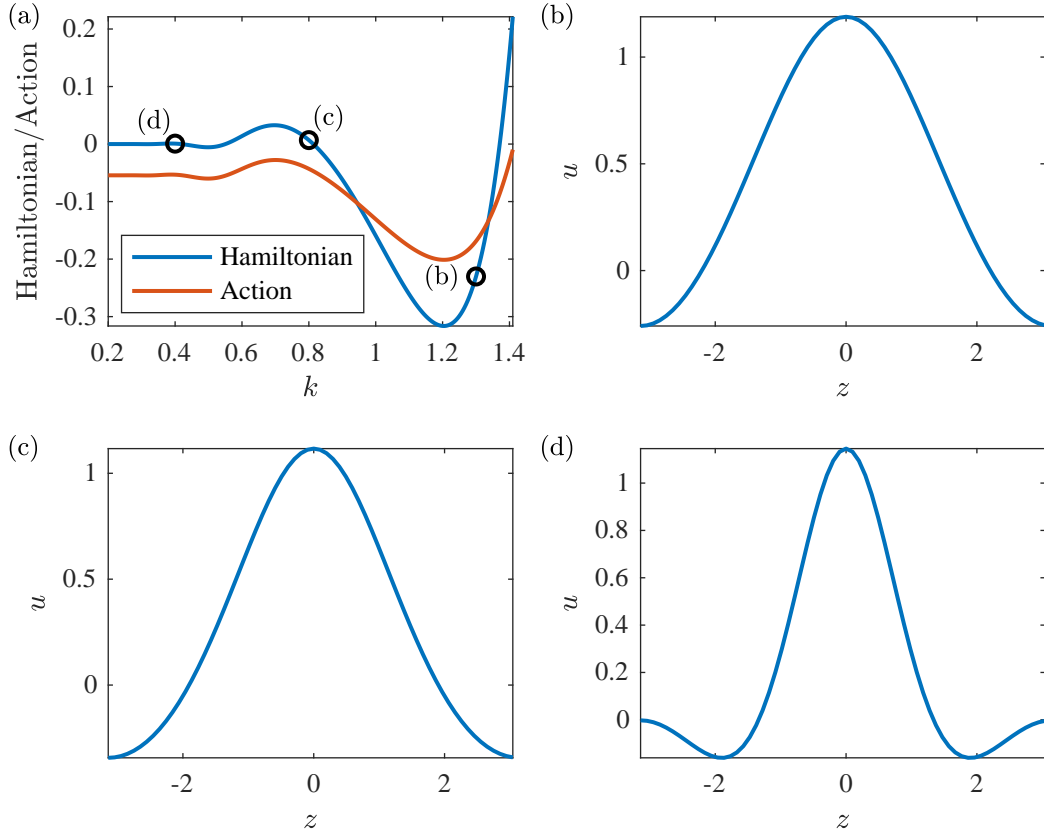 (a)
Hamiltonian/Action
0.2
0.1
0
-0.1
-0.2
-0.3
(d)
(c)
(b)
Hamiltonian
Action
0.2
0.4
0.6
0.8
1
1.2
1.4
k
(b)
u
1
0.5
0
-2
0
2
z
(c)
u
1
0.5
0
-2
0
2
z
(d)
u
1
0.8
0.6
0.4
0.2
0
-2
0
2
z